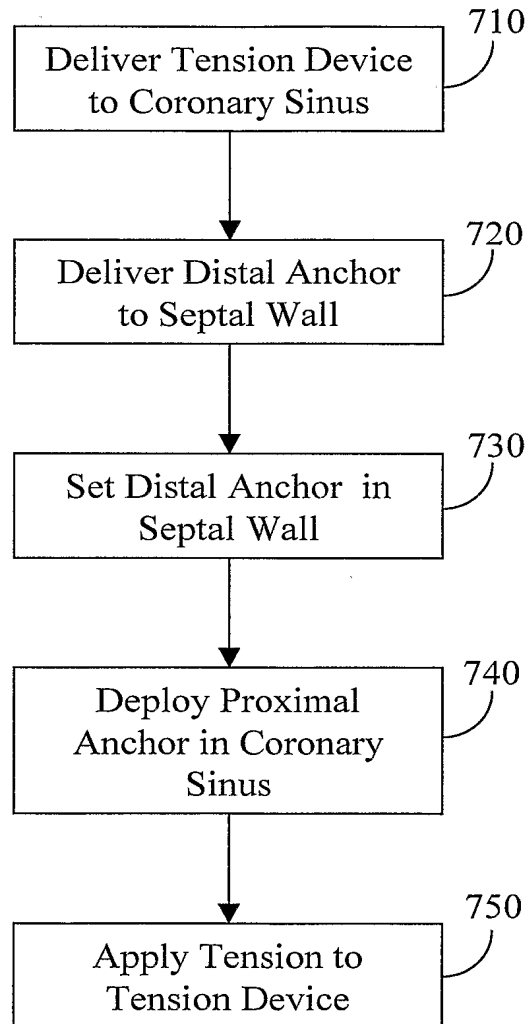 710
Deliver Tension Device
to Coronary Sinus
720
Deliver Distal Anchor
to Septal Wall
730
Set Distal Anchor in
Septal Wall
740
Deploy Proximal
Anchor in Coronary
Sinus
750
Apply Tension to
Tension Device